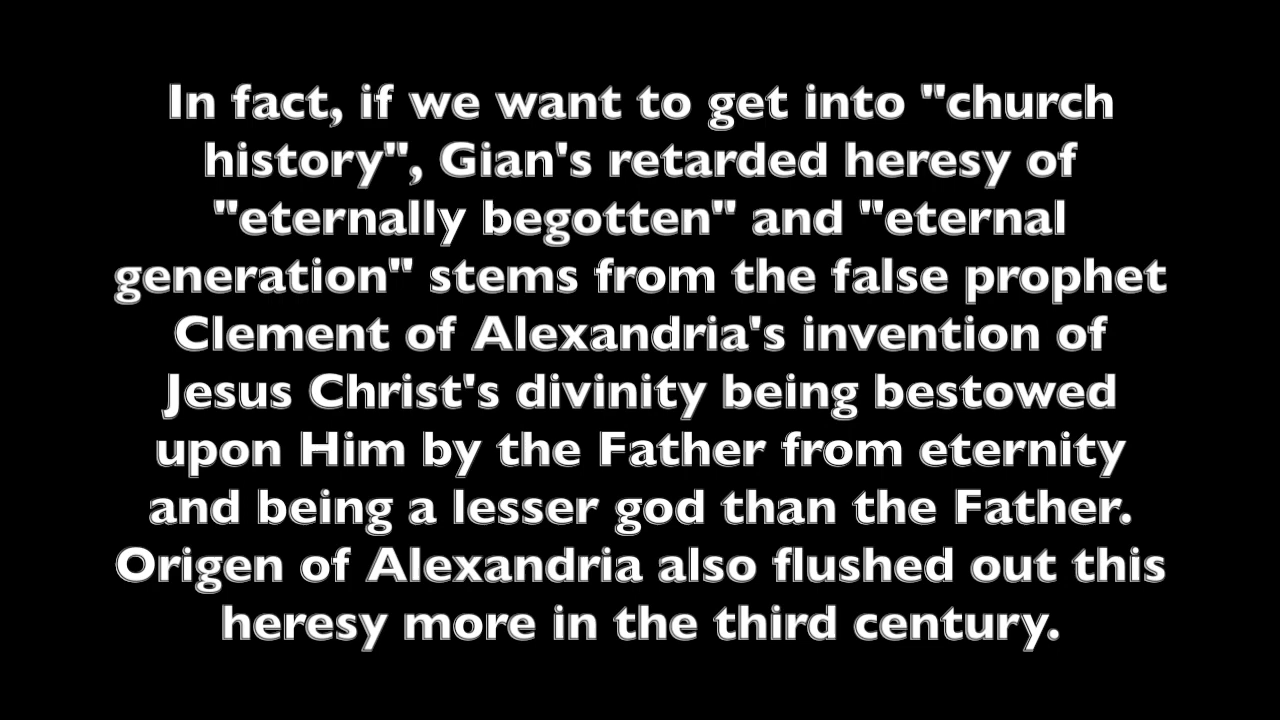 In fact, if we want to get into "church
history", Gian's retarded heresy of
"eternally begotten" and "eternal
generation" stems from the false prophet
Clement of Alexandria's invention of
Jesus Christ's divinity being bestowed
upon Him by the Father from eternity
and being a lesser god than the Father.
Origen of Alexandria also flushed out this
heresy more in the third century.